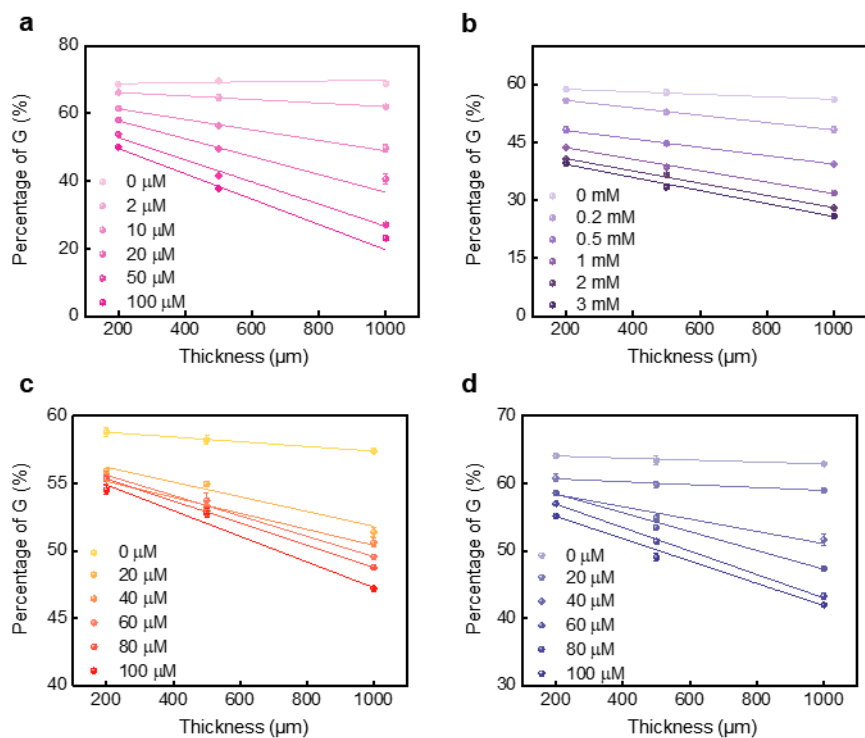 a
Percentage of G (%)
80
60
40
20
0
0 μM
2 μM
10 μM
20 μM
50 μM
100 μM
200 400 600 800 1000
Thickness (μm)
b
Percentage of G (%)
60
45
30
15
0
0 mM
0.2 mM
0.5 mM
1 mM
2 mM
3 mM
200 400 600 800 1000
Thickness (μm)
c
Percentage of G (%)
60
55
50
45
40
0 μM
20 μM
40 μM
60 μM
80 μM
100 μM
200 400 600 800 1000
Thickness (μm)
d
Percentage of G (%)
70
60
50
40
30
0 μM
20 μM
40 μM
60 μM
80 μM
100 μM
200 400 600 800 1000
Thickness (μm)